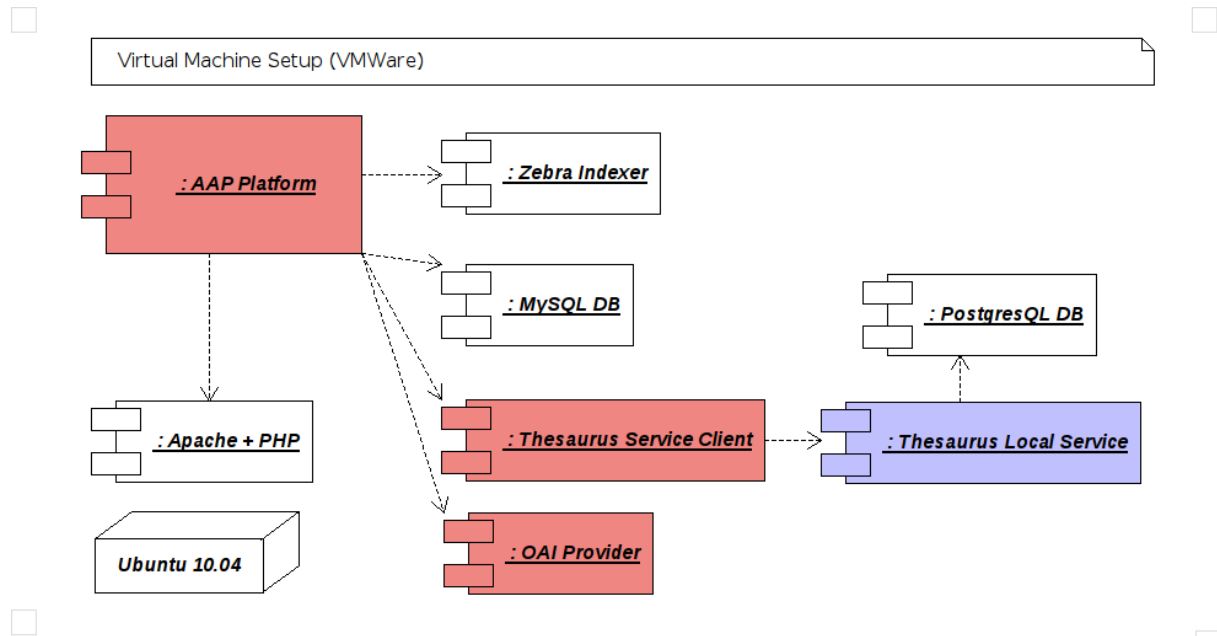 Virtual Machine Setup (VMWare)
: AAP Platform
: Zebra Indexer
: MySQL DB
: PostgresQL DB
: Apache + PHP
: Thesaurus Service Client
: Thesaurus Local Service
: OAI Provider
Ubuntu 10.04